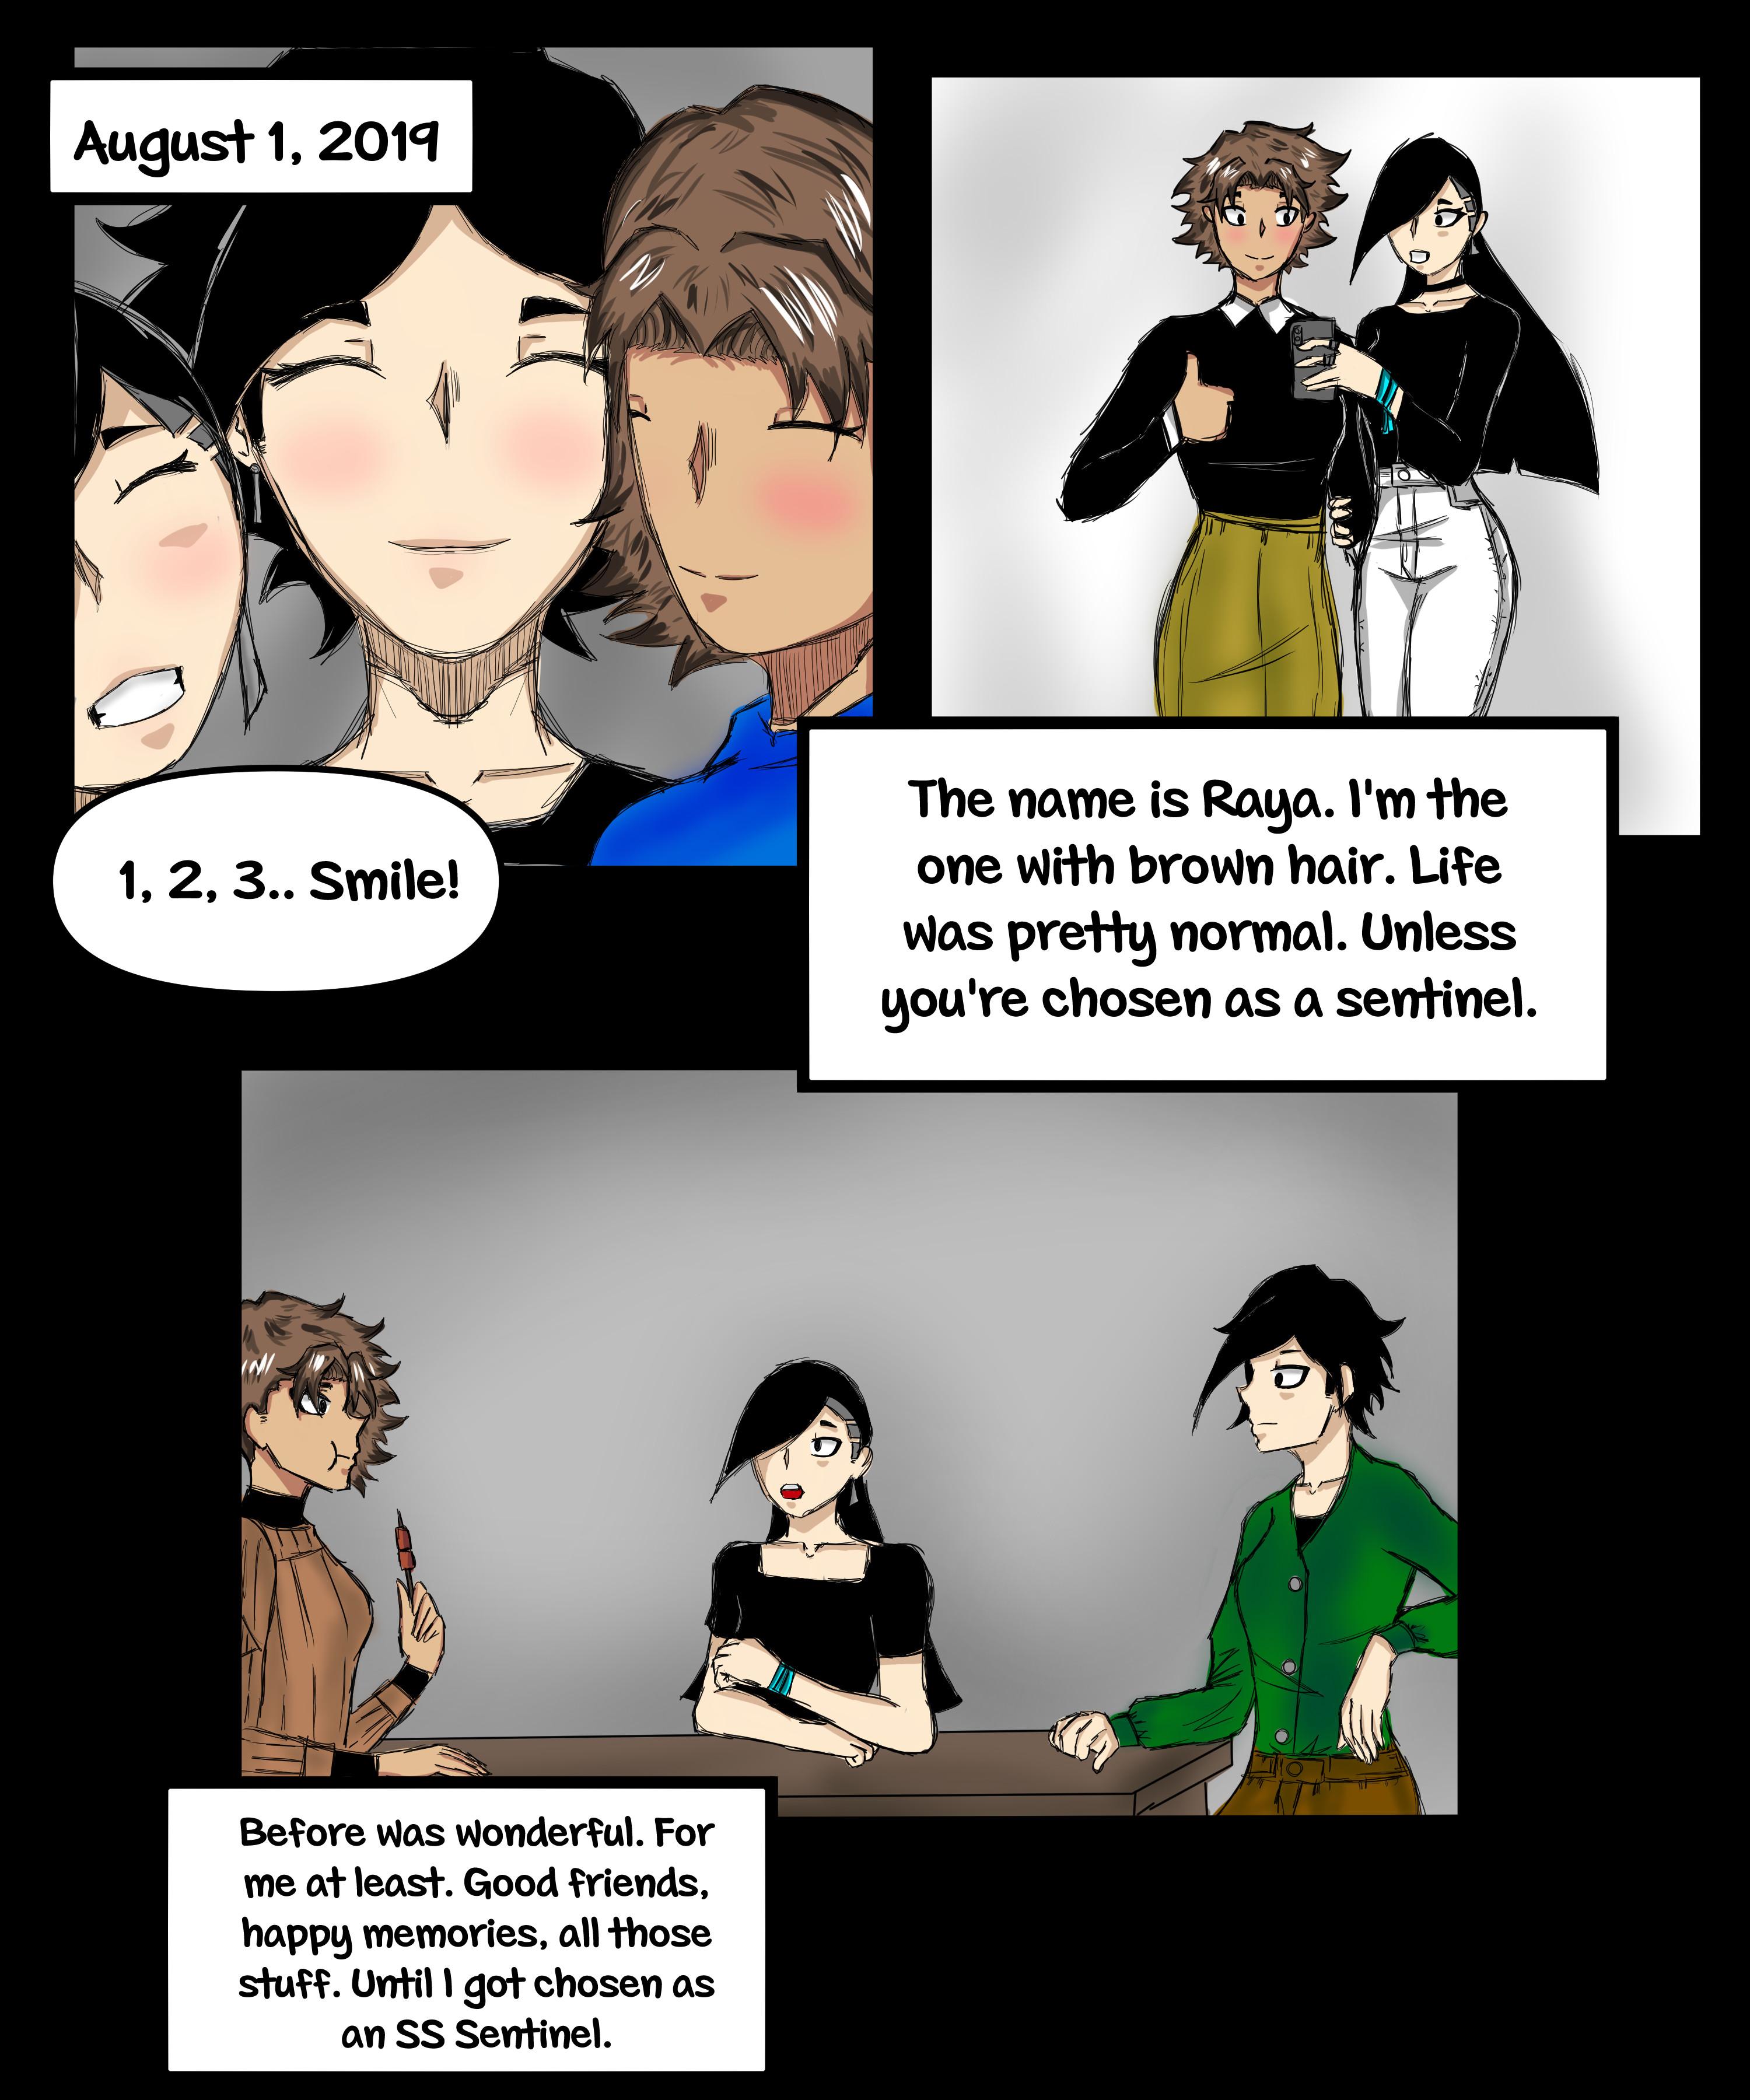 August 1, 2019
1, 2, 3.. Smile!
The name is Raya. I'm the
one with brown hair. Life
was pretty normal. Unless
you're chosen as a sentinel.
Before was wonderful. For
me at least. Good friends,
happy memories, all those
stuff. Until I got chosen as
an SS Sentinel.